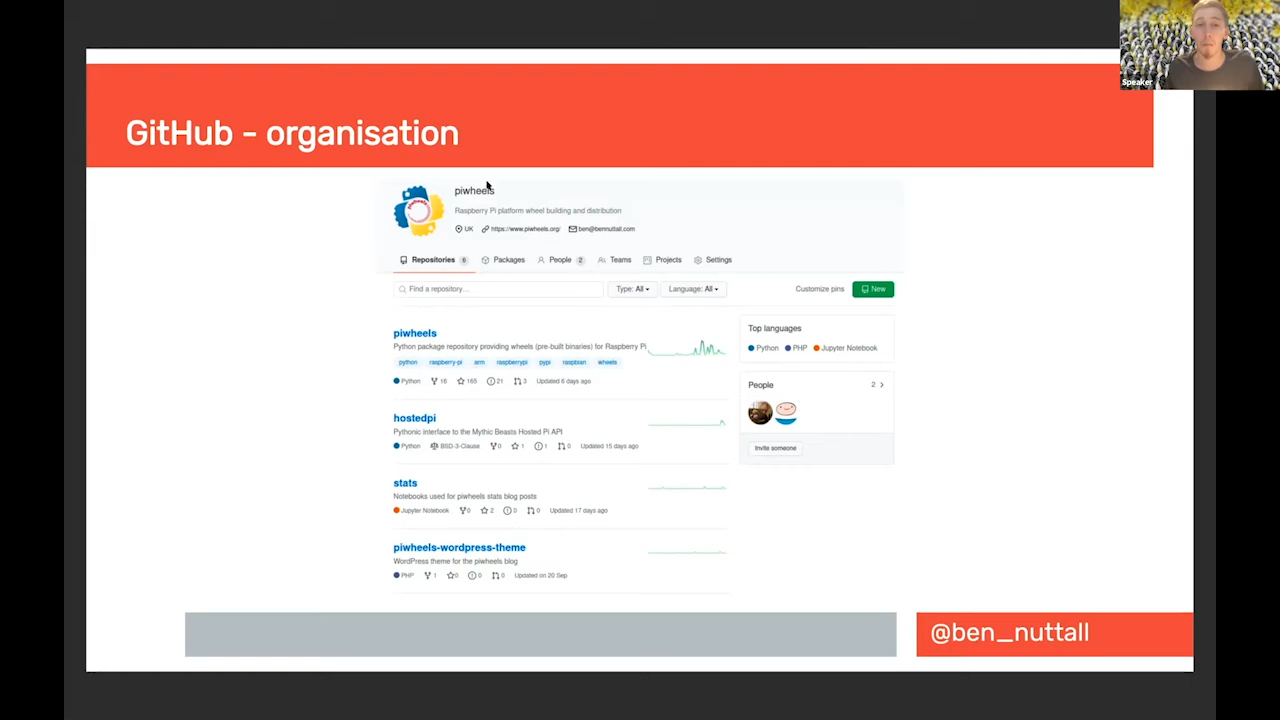 Speaker
GitHub - organisation
piwheels
Raspberry Pi platform wheel building and distribution
UK https://www.piwheels.org/ ben@bennuttall.com
Repositories 6 Packages People 2 Teams Projects Settings
Find a repository... Type: All Language: All Customize pins New
piwheels
Python package repository providing wheels (pre-built binaries) for Raspberry Pi
python raspberry-pi arm raspberrypi pypi raspbian wheels
Python 16 165 21 3 Updated 6 days ago
hostedpi
Pythonic interface to the Mythic Beasts Hosted Pi API
Python BSD-3-Clause 0 1 1 0 Updated 15 days ago
stats
Notebooks used for piwheels stats blog posts
Jupyter Notebook 0 2 0 0 Updated 17 days ago
piwheels-wordpress-theme
WordPress theme for the piwheels blog
PHP 1 0 0 0 Updated on 20 Sep
Top languages
Python PHP Jupyter Notebook
People 2
Invite someone
@ben_nuttall